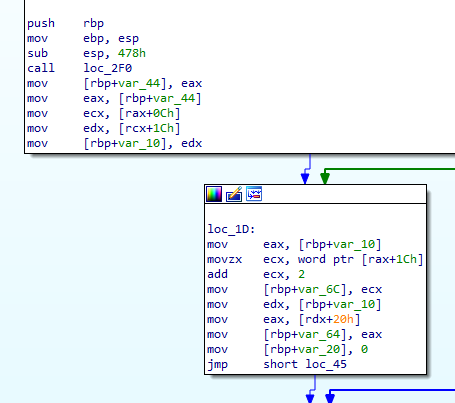 push rbp
mov ebp, esp
sub esp, 478h
call loc_2F0
mov [rbp+var_44], eax
mov eax, [rbp+var_44]
mov ecx, [rax+0Ch]
mov edx, [rcx+1Ch]
mov [rbp+var_10], edx
loc_1D:
mov eax, [rbp+var_10]
movzx ecx, word ptr [rax+1Ch]
add ecx, 2
mov [rbp+var_6C], ecx
mov edx, [rbp+var_10]
mov eax, [rdx+20h]
mov [rbp+var_64], eax
mov [rbp+var_20], 0
jmp short loc_45